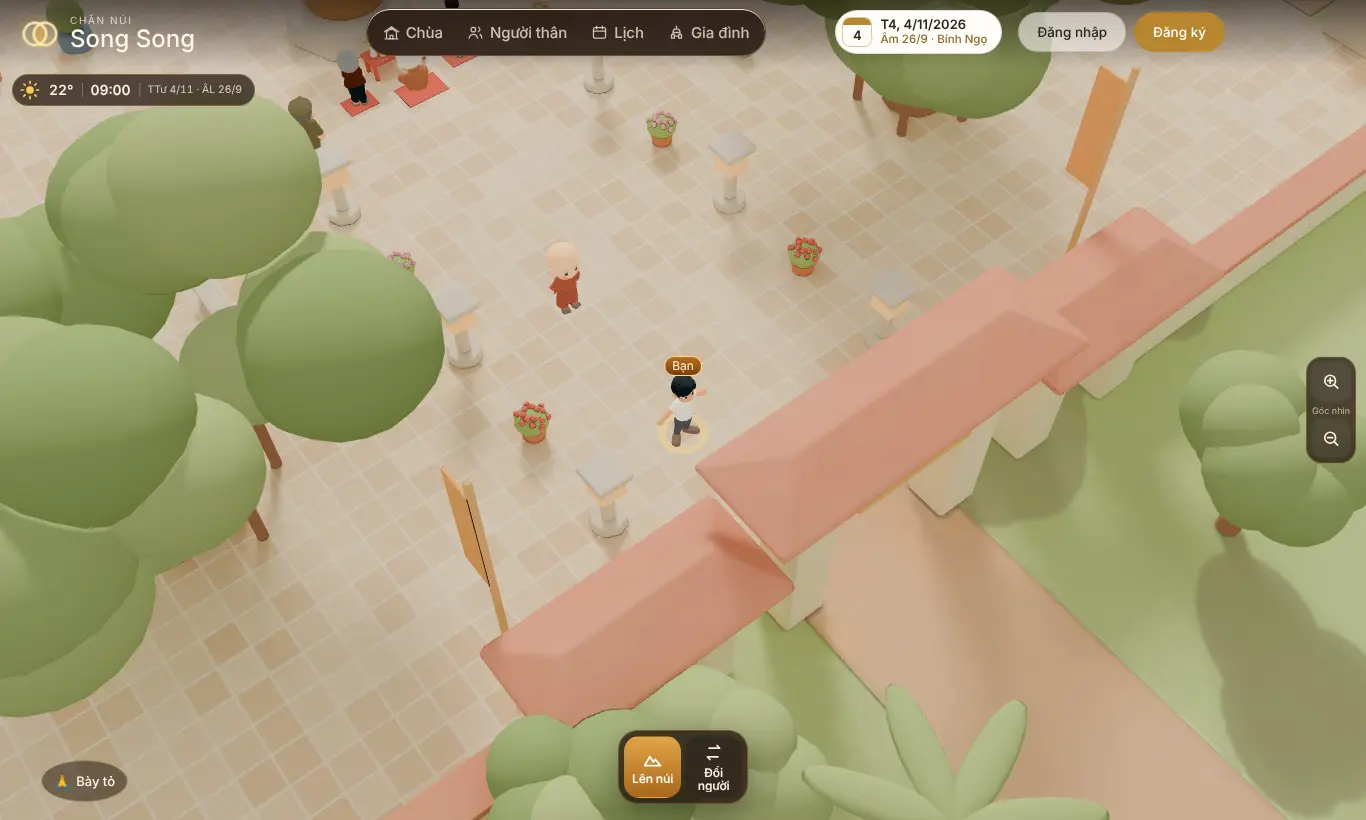 CHÂN NÚI
Song Song
Chùa
Người thân
Lịch
Gia đình
4
T4, 4/11/2026
Âm 26/9 · Bính Ngọ
Đăng nhập
Đăng ký
22° 09:00 TTư 4/11 · ÂL 26/9
Bạn
Góc nhìn
Lên núi
Đổi
người
Bày tỏ